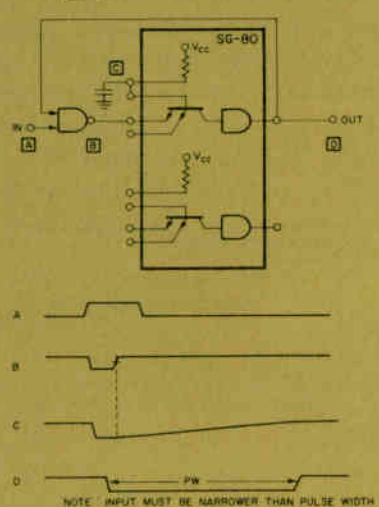 SG-80
Vcc
C
IN
OUT
A
B
D
Vcc
A
B
C
D
PW
NOTE: INPUT MUST BE NARROWER THAN PULSE WIDTH